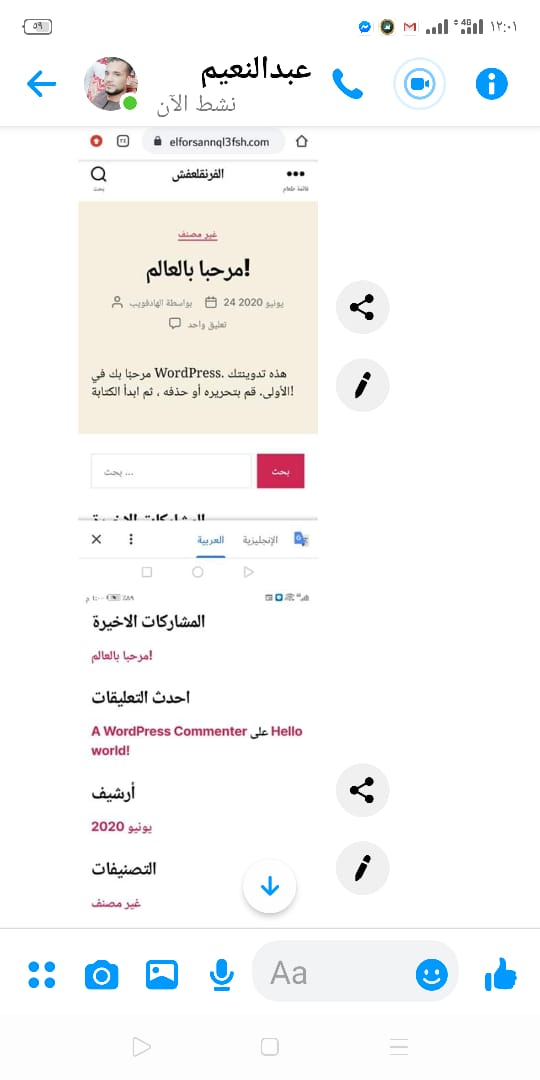 ٥٩
١٢:٠١
عبدالنعيم
نشط الآن
elforsannql3fsh.com
الفرنقلعفش
بحث
قائمة طعام
غير مصنف
مرحبا بالعالم!
بواسطة الهادفويب
يونيو 2020 24
تعليق واحد
هذه تدوينتك .WordPress مرحبًا بك في
الأولى. قم بتحريره أو حذفه ، ثم ابدأ الكتابة!
بحث ...
بحث
المشاركات الاخيرة
العربية
الإنجليزية
المشاركات الاخيرة
مرحبا بالعالم!
احدث التعليقات
A WordPress Commenter على Hello
world!
أرشيف
يونيو 2020
التصنيفات
غير مصنف
Aa